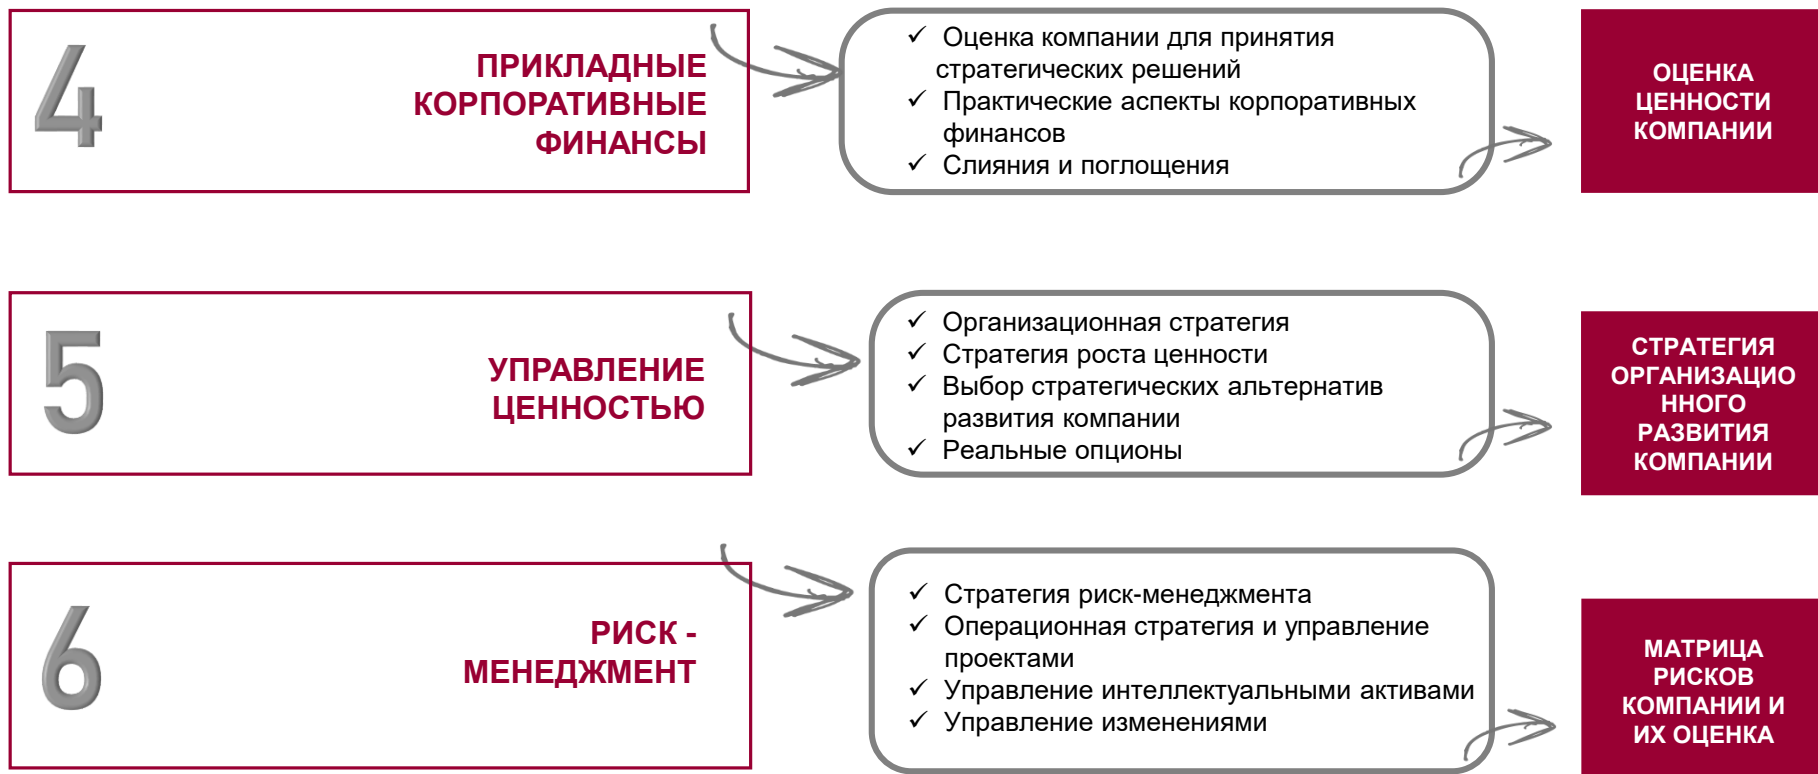 4
ПРИКЛАДНЫЕ
КОРПОРАТИВНЫЕ
ФИНАНСЫ
✓ Оценка компании для принятия
стратегических решений
✓ Практические аспекты корпоративных
финансов
✓ Слияния и поглощения
ОЦЕНКА
ЦЕННОСТИ
КОМПАНИИ
5
УПРАВЛЕНИЕ
ЦЕННОСТЬЮ
✓ Организационная стратегия
✓ Стратегия роста ценности
✓ Выбор стратегических альтернатив
развития компании
✓ Реальные опционы
СТРАТЕГИЯ
ОРГАНИЗАЦИО
ННОГО
РАЗВИТИЯ
КОМПАНИИ
6
РИСК -
МЕНЕДЖМЕНТ
✓ Стратегия риск-менеджмента
✓ Операционная стратегия и управление
проектами
✓ Управление интеллектуальными активами
✓ Управление изменениями
МАТРИЦА
РИСКОВ
КОМПАНИИ И
ИХ ОЦЕНКА